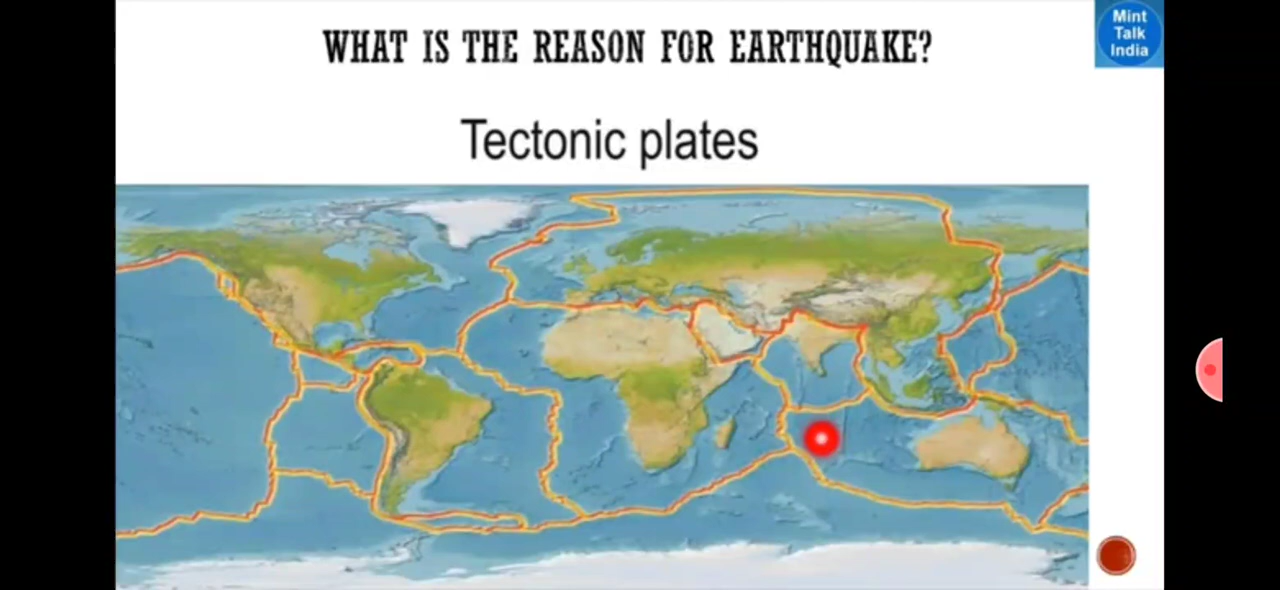 WHAT IS THE REASON FOR EARTHQUAKE?
Mint
Talk
India
Tectonic plates